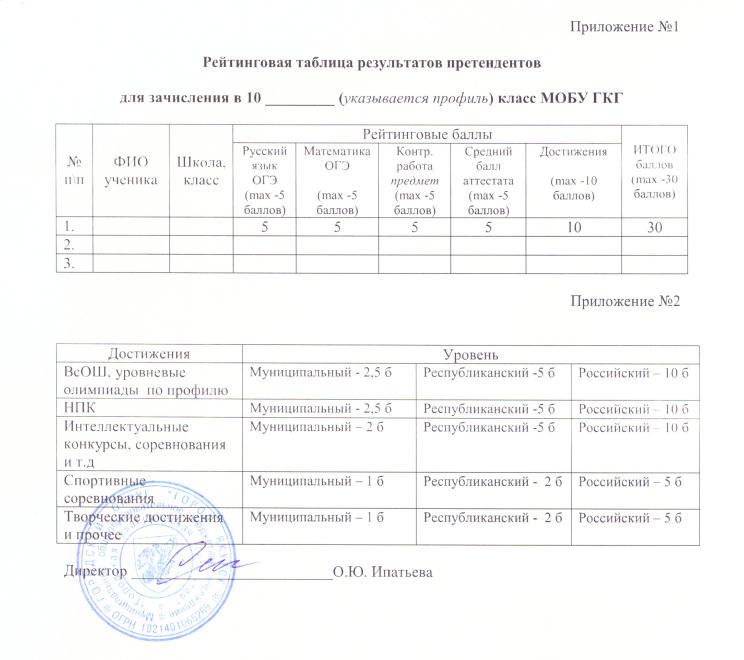 Приложение №1
Рейтинговая таблица результатов претендентов
для зачисления в 10 _________ (указывается профиль) класс МОБУ ГКГ
№ п\п ФИО ученика Школа, класс Рейтинговые баллы ИТОГО баллов (max -30 баллов)
Русский язык ОГЭ (max -5 баллов) Математика ОГЭ (max -5 баллов) Контр. работа предмет (max -5 баллов) Средний балл аттестата (max -5 баллов) Достижения (max -10 баллов)
1. 5 5 5 5 10 30
2.
3.
Приложение №2
Достижения Уровень
ВсОШ, уровневые олимпиады по профилю Муниципальный - 2,5 б Республиканский -5 б Российский – 10 б
НПК Муниципальный - 2,5 б Республиканский -5 б Российский – 10 б
Интеллектуальные конкурсы, соревнования и т.д Муниципальный – 2 б Республиканский -5 б Российский – 10 б
Спортивные соревнования Муниципальный – 1 б Республиканский - 2 б Российский – 5 б
Творческие достижения и прочее Муниципальный – 1 б Республиканский - 2 б Российский – 5 б
Директор _________________________О.Ю. Ипатьева
ОГРН 1021401065269